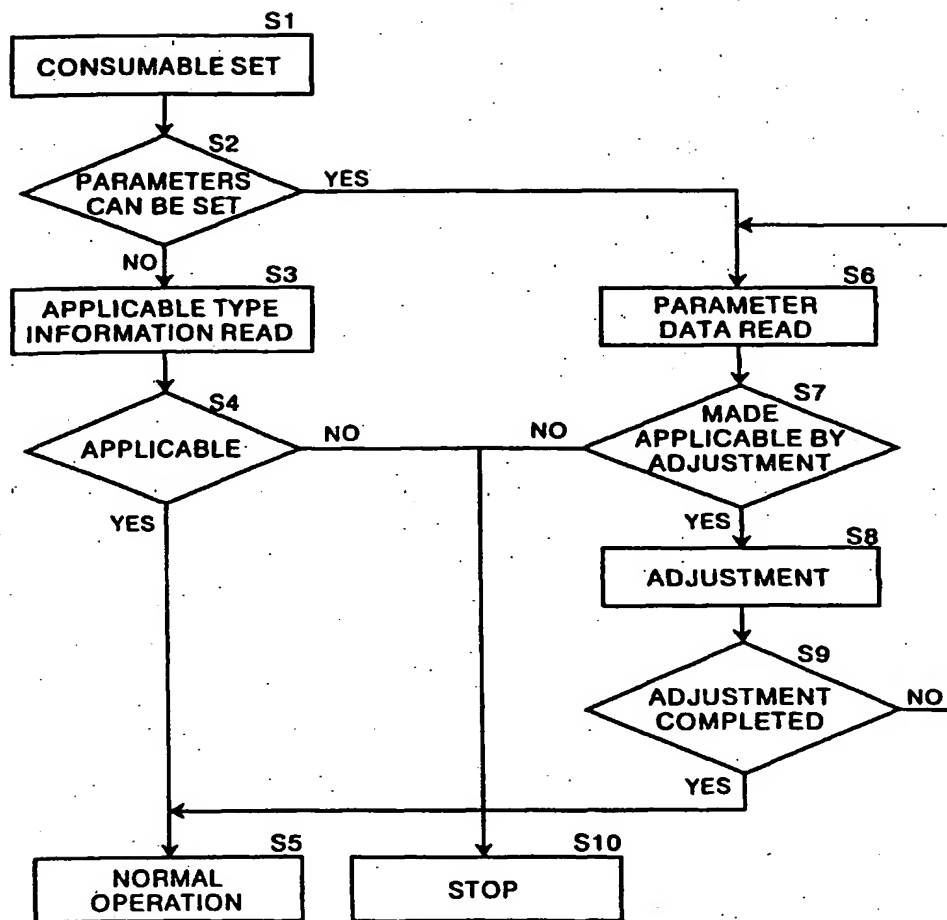 S1
CONSUMABLE SET
S2
PARAMETERS
CAN BE SET
YES
NO
S3
APPLICABLE TYPE
INFORMATION READ
S6
PARAMETER
DATA READ
S4
APPLICABLE
NO
YES
S7
MADE
APPLICABLE BY
ADJUSTMENT
NO
YES
S8
ADJUSTMENT
S9
ADJUSTMENT
COMPLETED
NO
YES
S5
NORMAL
OPERATION
S10
STOP